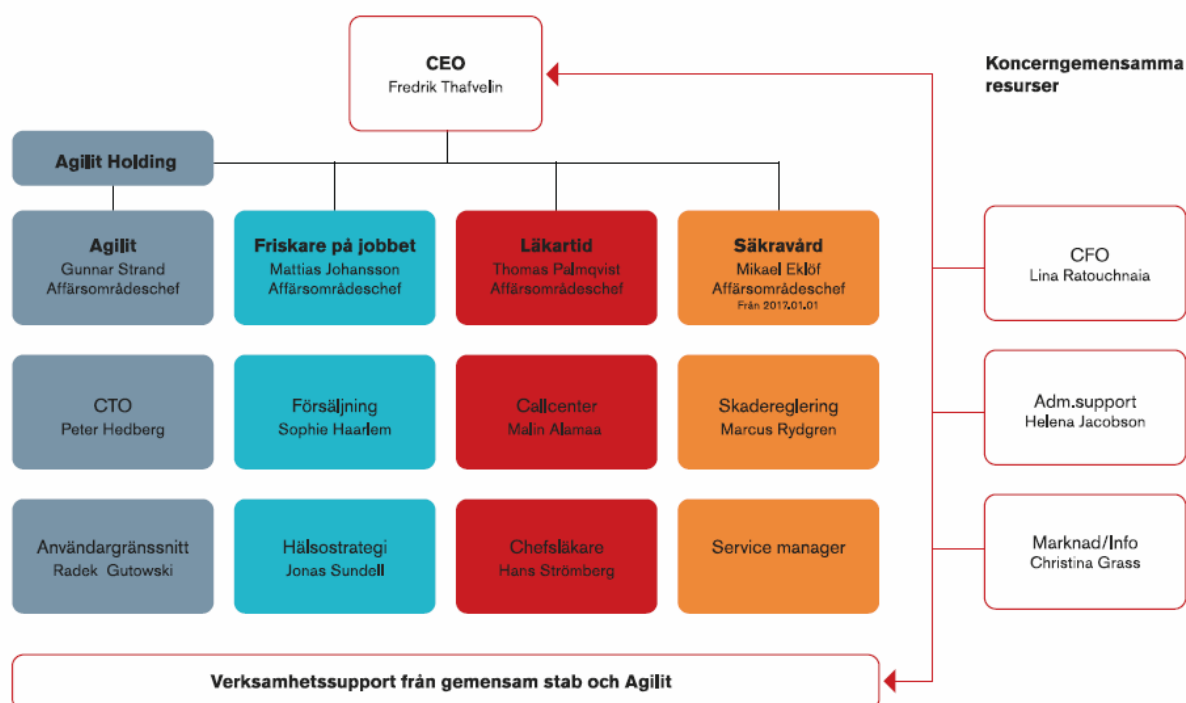 CEO
Fredrik Thafvelin
Koncerngemensamma
resurser
Agilit Holding
Agilit
Gunnar Strand
Affärsområdeschef
Friskare på jobbet
Mattias Johansson
Affärsområdeschef
Läkartid
Thomas Palmqvist
Affärsområdeschef
Säkravård
Mikael Eklöf
Affärsområdeschef
Från 2017.01.01
CFO
Lina Ratouchnaia
CTO
Peter Hedberg
Försäljning
Sophie Haarlem
Callcenter
Malin Alamaa
Skadereglering
Marcus Rydgren
Adm.support
Helena Jacobson
Användargränssnitt
Radek Gutowski
Hälsostrategi
Jonas Sundell
Chefsläkare
Hans Strömberg
Service manager
Marknad/Info
Christina Grass
Verksamhetssupport från gemensam stab och Agilit